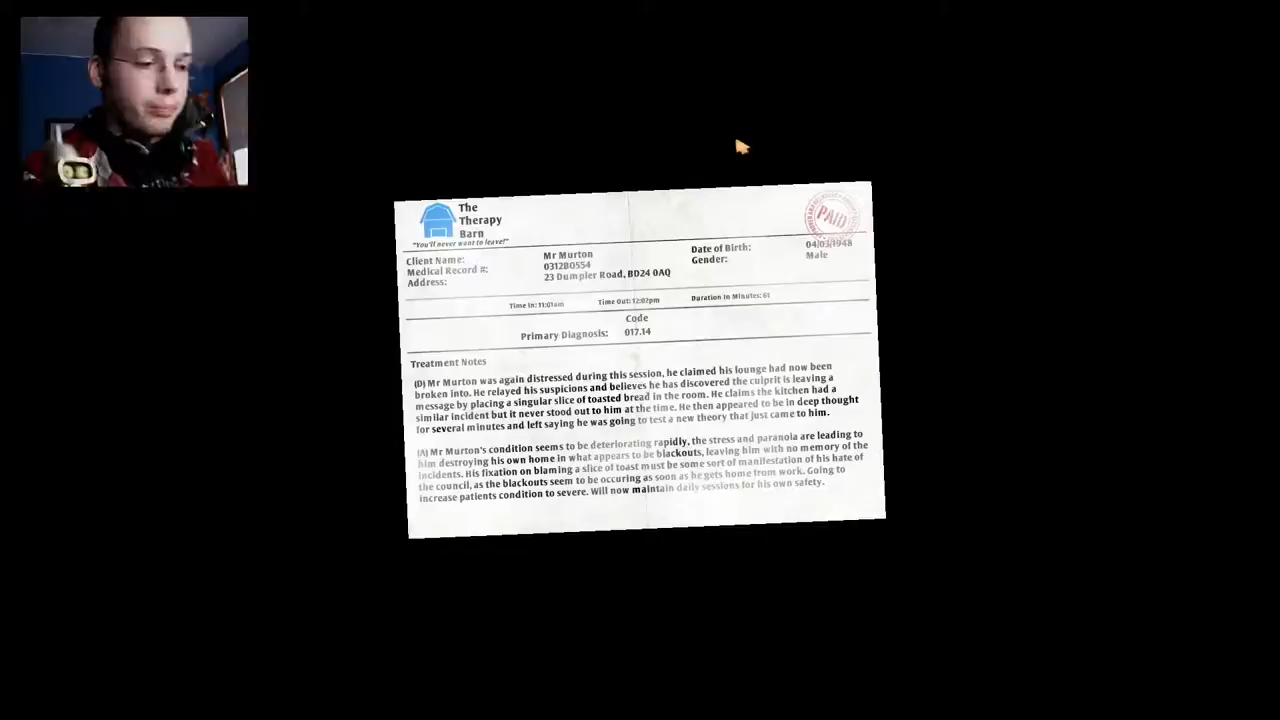 The
Therapy
Barn
"You'll never want to leave!"
PAID
Client Name: Mr Murton Date of Birth: 04/03/1948
Medical Record #: 031280554 Gender: Male
Address: 23 Dumpler Road, BD24 0AQ
Time In: 11:01am Time Out: 12:02pm Duration in Minutes: 61
Code
Primary Diagnosis: 017.14
Treatment Notes
(D) Mr Murton was again distressed during this session, he claimed his lounge had now been
broken into. He relayed his suspicions and believes he has discovered the culprit is leaving a
message by placing a singular slice of toasted bread in the room. He claims the kitchen had a
similar incident but it never stood out to him at the time. He then appeared to be in deep thought
for several minutes and left saying he was going to test a new theory that just came to him.
(A) Mr Murton's condition seems to be deteriorating rapidly, the stress and paranoia are leading to
him destroying his own home in what appears to be blackouts, leaving him with no memory of the
incidents. His fixation on blaming a slice of toast must be some sort of manifestation of his hate of
the council, as the blackouts seem to be occuring as soon as he gets home from work. Going to
increase patients condition to severe. Will now maintain daily sessions for his own safety.